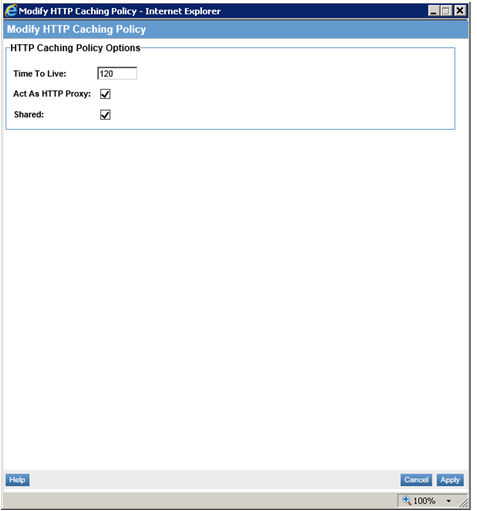 Modify HTTP Caching Policy - Internet Explorer
Modify HTTP Caching Policy
HTTP Caching Policy Options
Time To Live: 120
Act As HTTP Proxy:
Shared:
Help Cancel Apply
100%